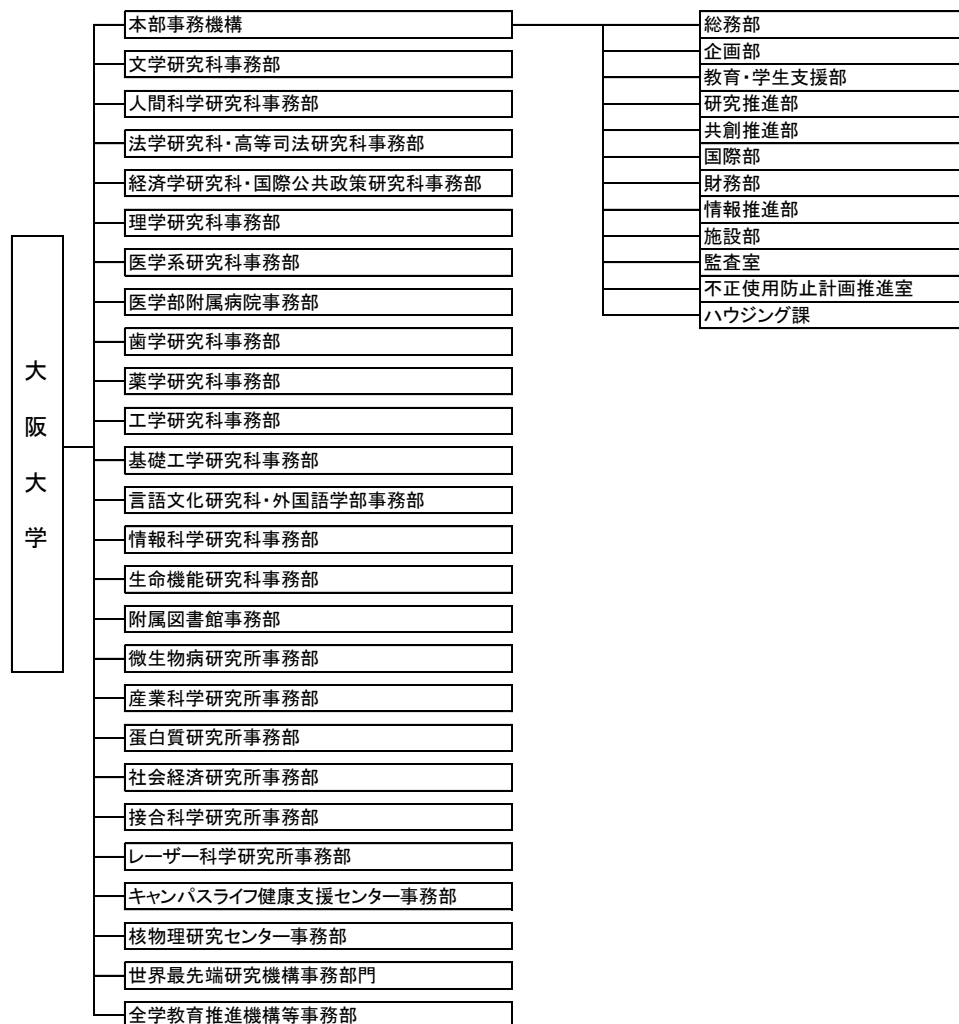 大阪大学
本部事務機構
文学研究科事務部
人間科学研究科事務部
法学研究科・高等司法研究科事務部
経済学研究科・国際公共政策研究科事務部
理学研究科事務部
医学系研究科事務部
医学部附属病院事務部
歯学研究科事務部
薬学研究科事務部
工学研究科事務部
基礎工学研究科事務部
言語文化研究科・外国語学部事務部
情報科学研究科事務部
生命機能研究科事務部
附属図書館事務部
微生物病研究所事務部
産業科学研究所事務部
蛋白質研究所事務部
社会経済研究所事務部
接合科学研究所事務部
レーザー科学研究所事務部
キャンパスライフ健康支援センター事務部
核物理研究センター事務部
世界最先端研究機構事務部門
全学教育推進機構等事務部
総務部
企画部
教育・学生支援部
研究推進部
共創推進部
国際部
財務部
情報推進部
施設部
監査室
不正使用防止計画推進室
ハウジング課